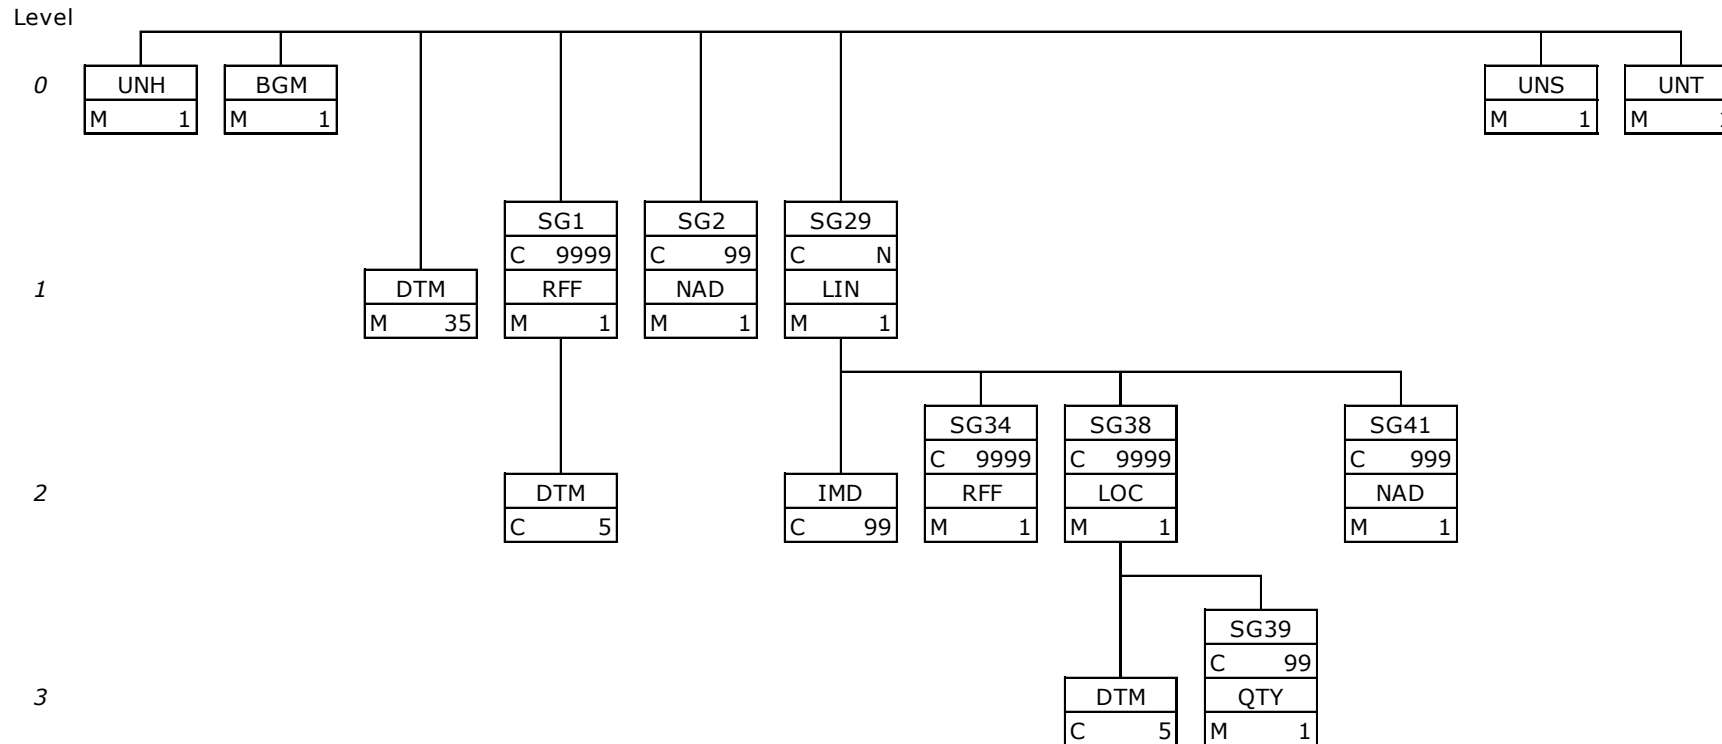 Level
0 UNH BGM UNS UNT
M 1 M 1 M 1 M 1
SG1 SG2 SG29
C 9999 C 99 C N
1 DTM RFF NAD LIN
M 35 M 1 M 1 M 1
SG34 SG38 SG41
C 9999 C 9999 C 999
2 DTM IMD RFF LOC NAD
C 5 C 99 M 1 M 1 M 1
SG39
C 99
3 DTM QTY
C 5 M 1